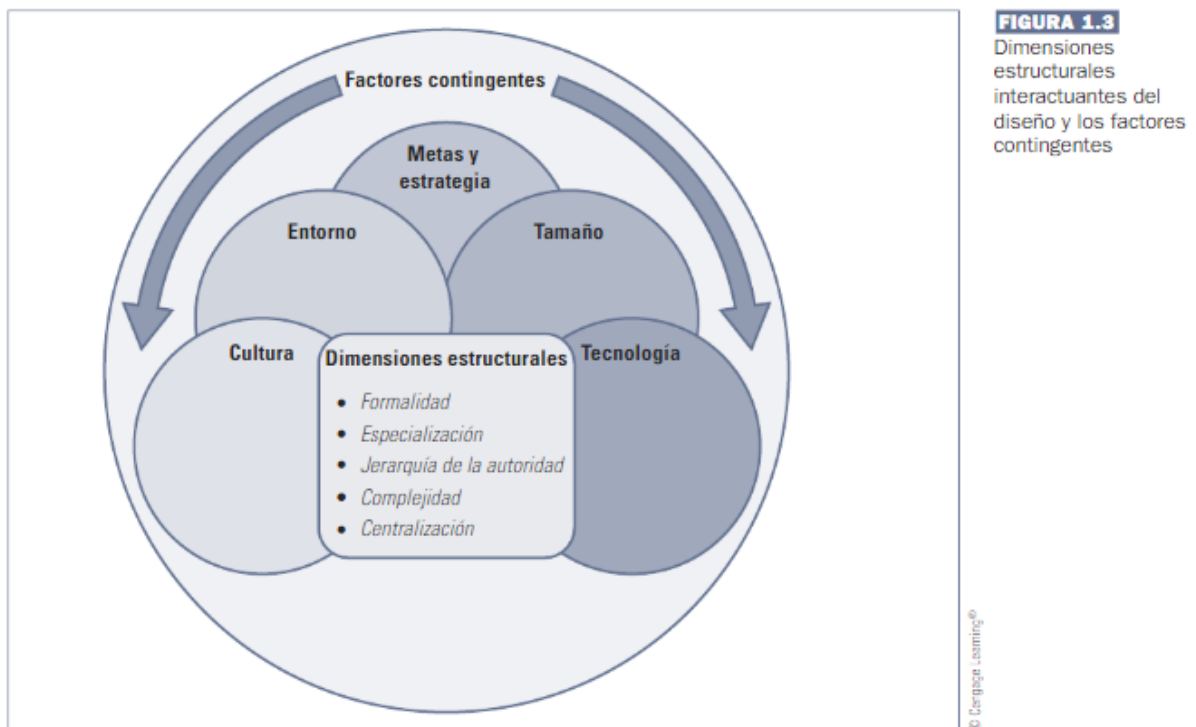 FIGURA 1.3
Dimensiones
estructurales
interactuantes del
diseño y los factores
contingentes
Factores contingentes
Metas y
estrategia
Entorno
Tamaño
Cultura
Dimensiones estructurales
Tecnología
• Formalidad
• Especialización
• Jerarquía de la autoridad
• Complejidad
• Centralización
© Cengage Learning®